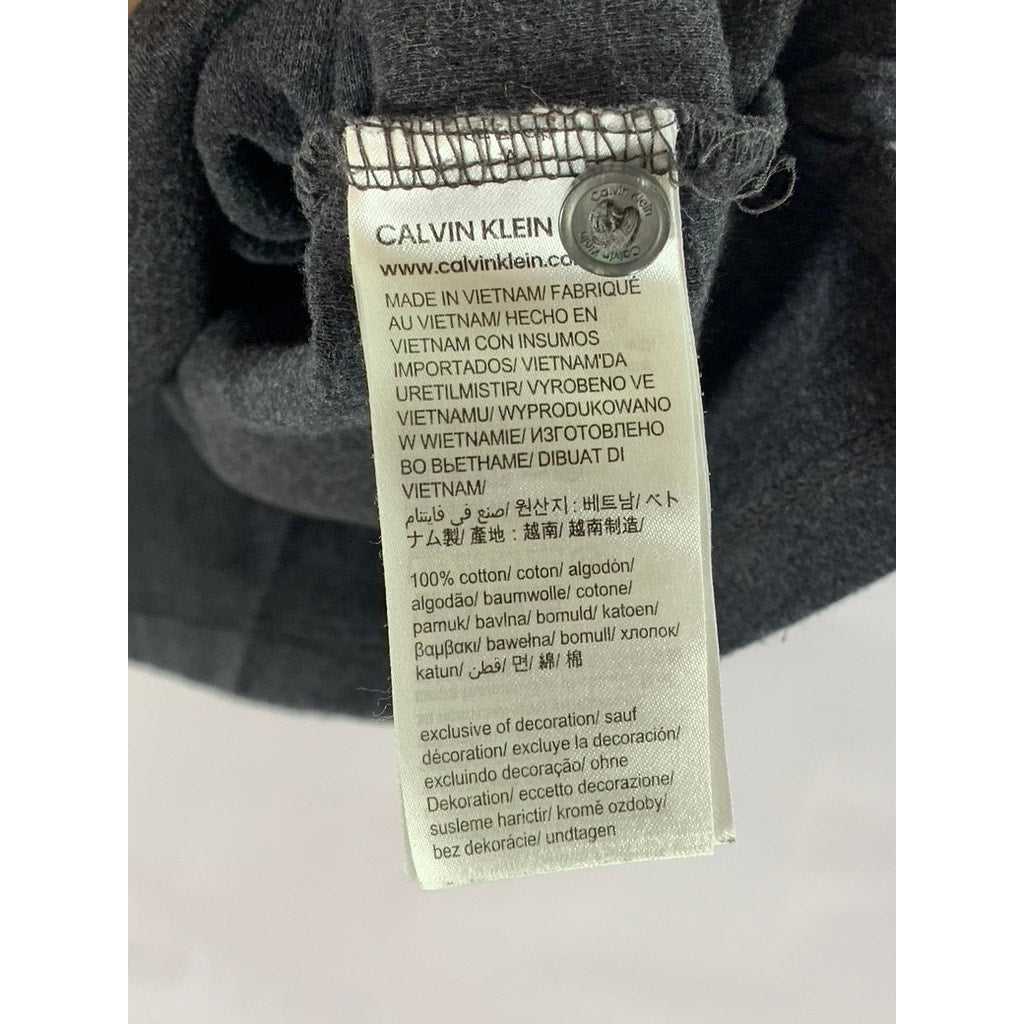 CALVIN KLEIN
Calvin Klein
Calvin Klein
www.calvinklein.co
MADE IN VIETNAM/ FABRIQUÉ
AU VIETNAM/ HECHO EN
VIETNAM CON INSUMOS
IMPORTADOS/ VIETNAM'DA
URETILMISTIR/ VYROBENO VE
VIETNAMU/ WYPRODUKOWANO
W WIETNAMIE/ ИЗГОТОВЛЕНО
ВО ВЬЕТНАМЕ/ DIBUAT DI
VIETNAM/
صنع في فايتنام/ 원산지 : 베트남/ ベト
ナム製/ 產地 : 越南/ 越南制造/
100% cotton/ coton/ algodón/
algodão/ baumwolle/ cotone/
pamuk/ bavlna/ bomuld/ katoen/
βαμβακι/ bawełna/ bomull/ хлопок/
katun/ قطن/ 면/ 綿/ 棉
exclusive of decoration/ sauf
décoration/ excluye la decoración/
excluindo decoração/ ohne
Dekoration/ eccetto decorazione/
susleme harictir/ kromě ozdoby/
bez dekorácie/ undtagen